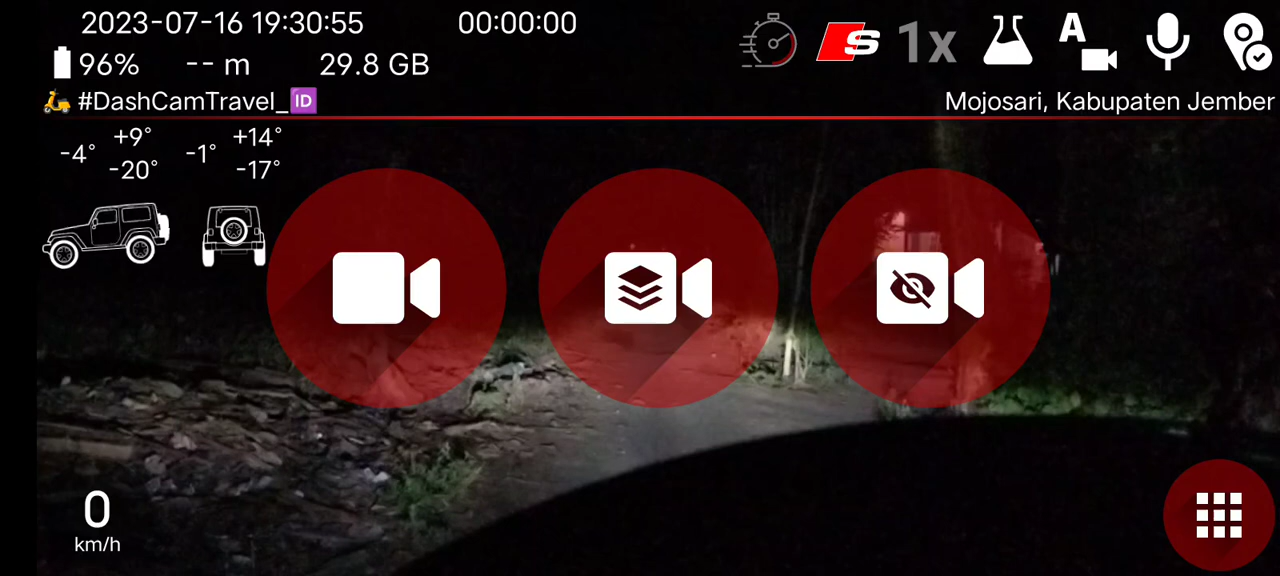 2023-07-16 19:30:55 00:00:00
96% -- m 29.8 GB
S 1x A
🛵 #DashCamTravel_🆔
Mojosari, Kabupaten Jember
-4° +9° -20° -1° +14° -17°
0
km/h